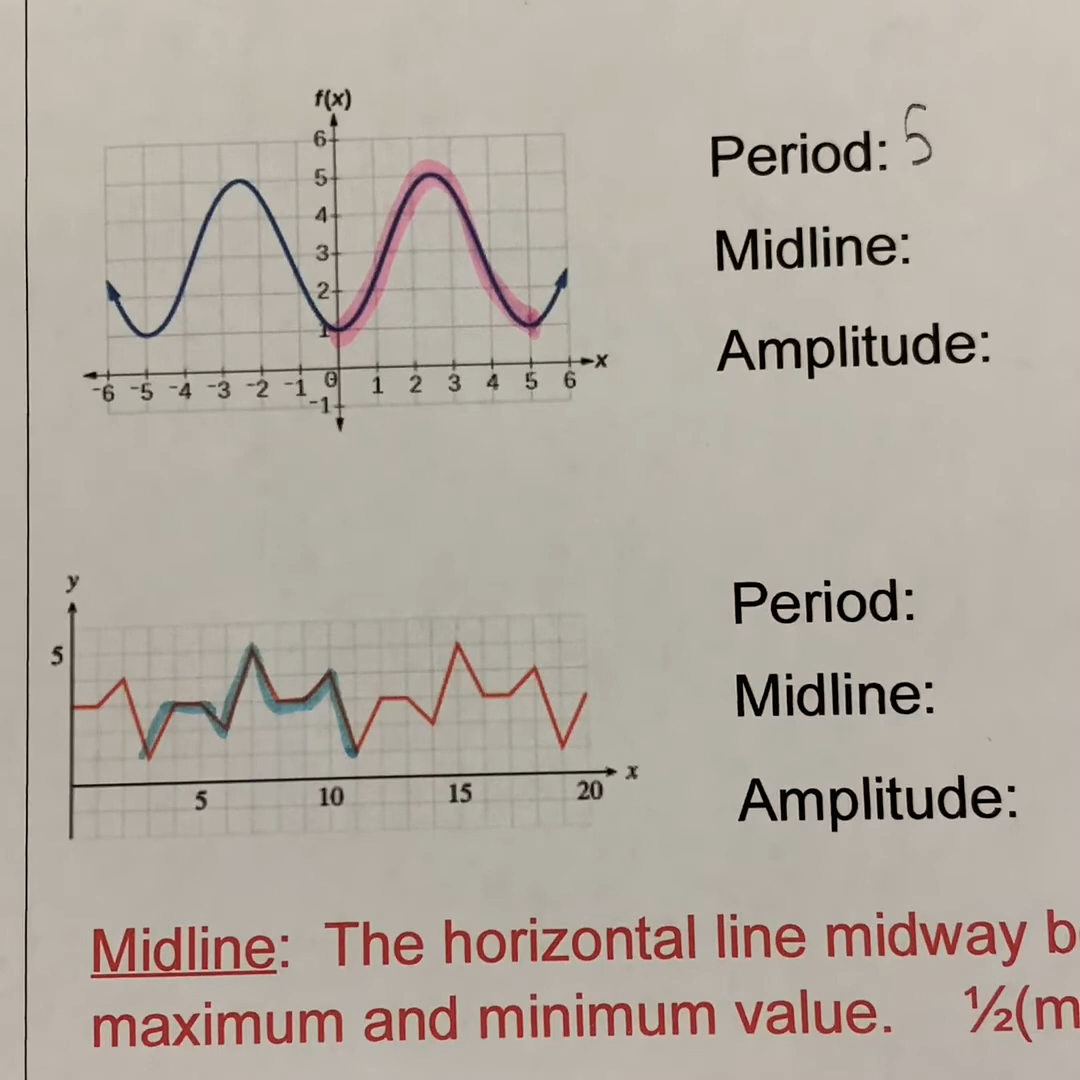 f(x)
6
5
4
3
2
1
-6 -5 -4 -3 -2 -1 0 1 2 3 4 5 6 x
-1
Period: 5
Midline:
Amplitude:
y
5
5 10 15 20 x
Period:
Midline:
Amplitude:
Midline: The horizontal line midway b
maximum and minimum value. ½(m